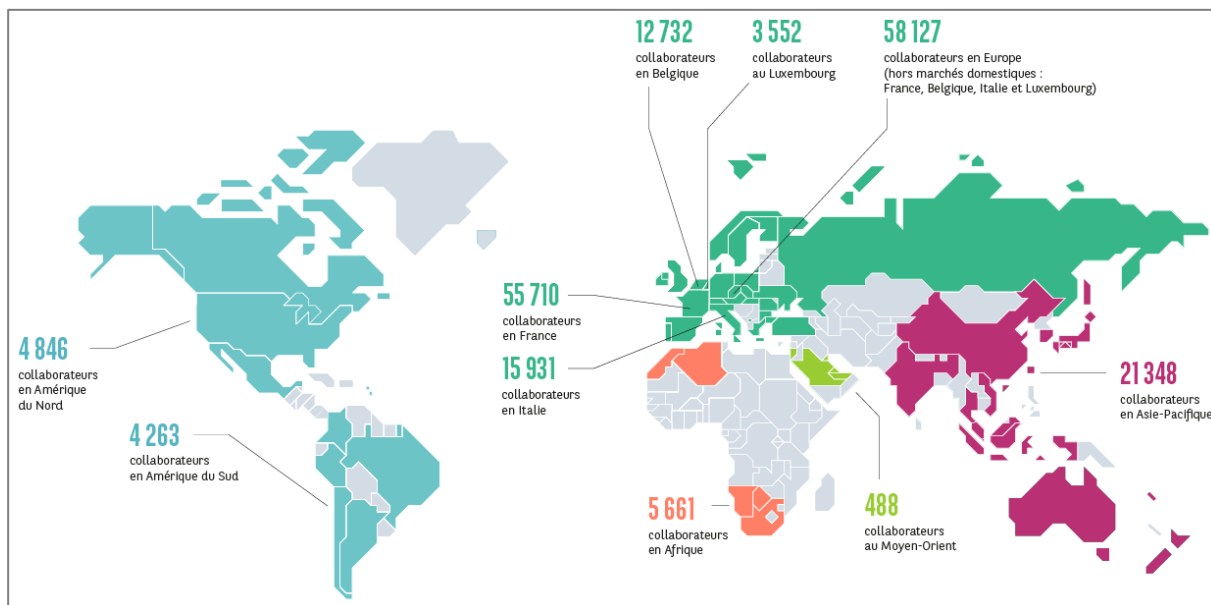 12 732
collaborateurs
en Belgique
3 552
collaborateurs
au Luxembourg
58 127
collaborateurs en Europe
(hors marchés domestiques :
France, Belgique, Italie et Luxembourg)
55 710
collaborateurs
en France
15 931
collaborateurs
en Italie
4 846
collaborateurs
en Amérique
du Nord
4 263
collaborateurs
en Amérique du Sud
5 661
collaborateurs
en Afrique
488
collaborateurs
au Moyen-Orient
21 348
collaborateurs
en Asie-Pacifique